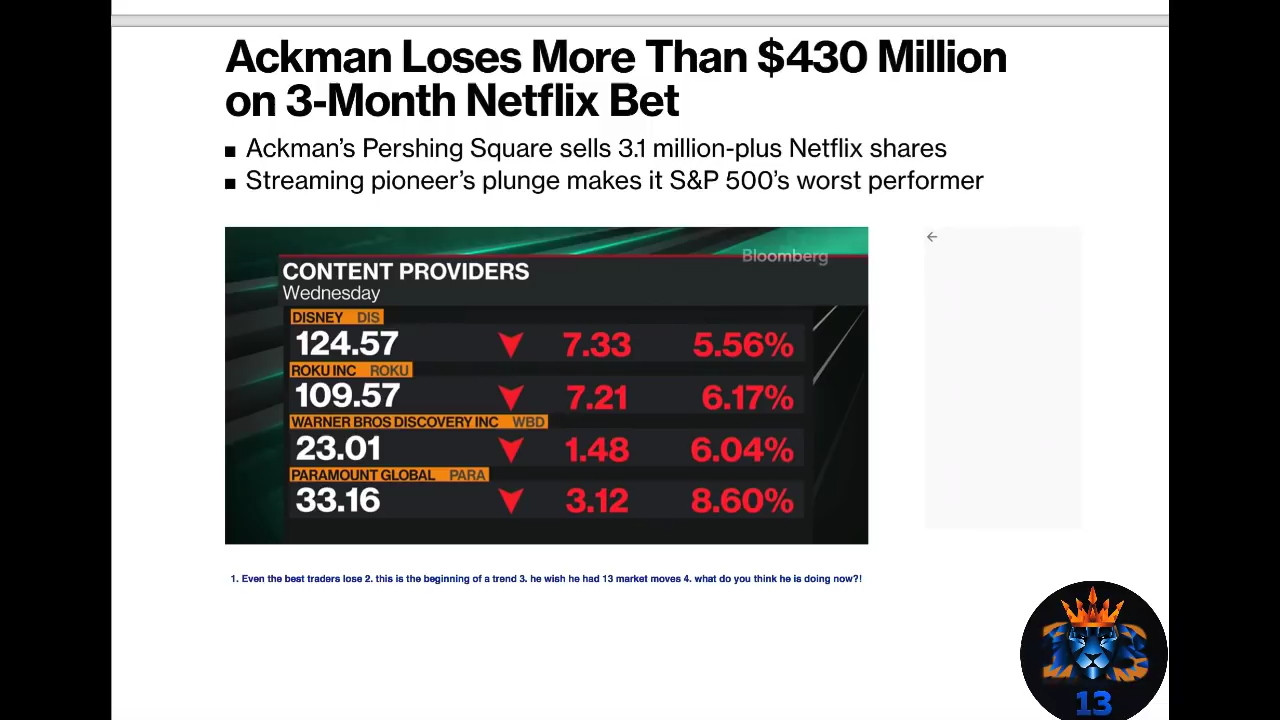 Ackman Loses More Than $430 Million
on 3-Month Netflix Bet
Ackman's Pershing Square sells 3.1 million-plus Netflix shares
Streaming pioneer's plunge makes it S&P 500's worst performer
Bloomberg
CONTENT PROVIDERS
Wednesday
DISNEY DIS
124.57 7.33 5.56%
ROKU INC ROKU
109.57 7.21 6.17%
WARNER BROS DISCOVERY INC WBD
23.01 1.48 6.04%
PARAMOUNT GLOBAL PARA
33.16 3.12 8.60%
1. Even the best traders lose 2. this is the beginning of a trend 3. he wish he had 13 market moves 4. what do you think he is doing now?!
13
13